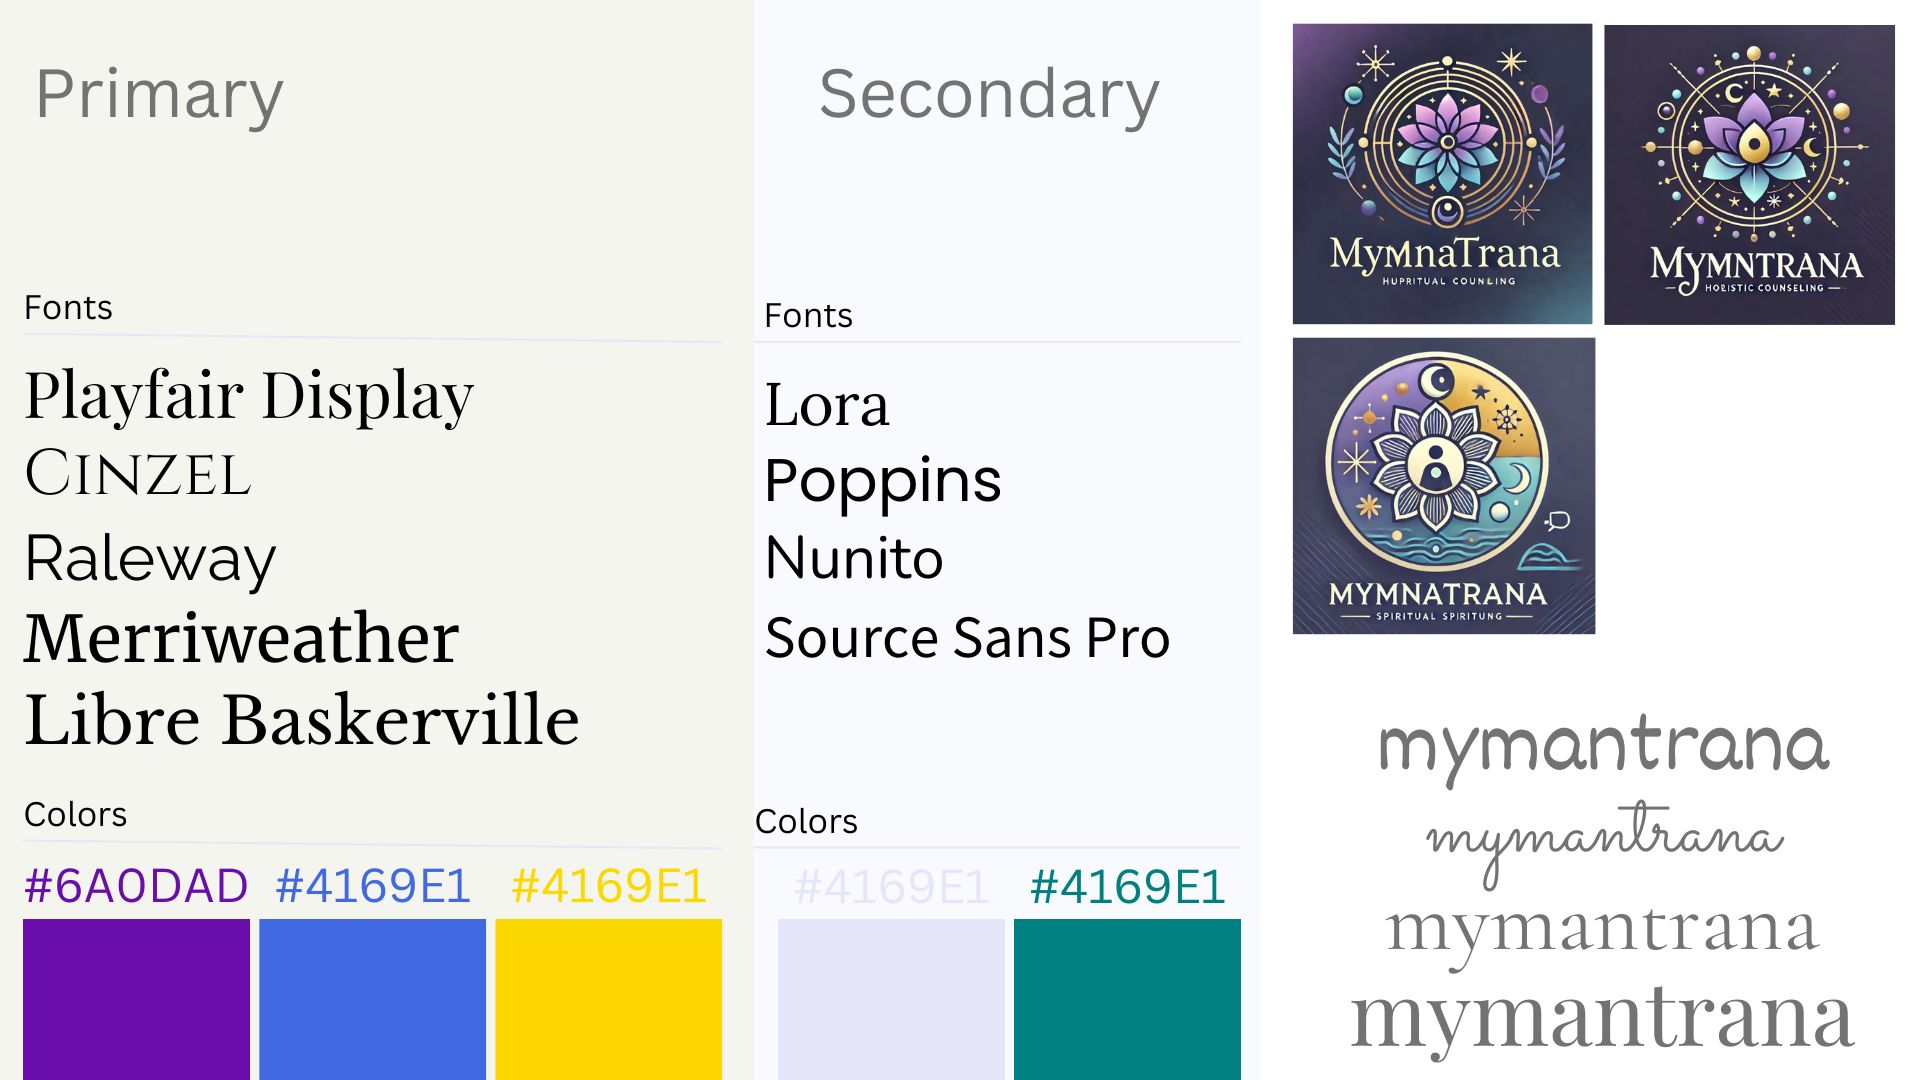 Primary
Fonts
Playfair Display
CINZEL
Raleway
Merriweather
Libre Baskerville
Colors
#6A0DAD #4169E1 #4169E1
Secondary
Fonts
Lora
Poppins
Nunito
Source Sans Pro
Colors
#4169E1 #4169E1
MymnaTrana
HUPRITUAL COUNLING
MYMNTRANA
HOLISTIC COUNSELING
MYMNATRANA
SPIRITUAL SPIRITUNG
mymantrana
mymantrana
mymantrana
mymantrana